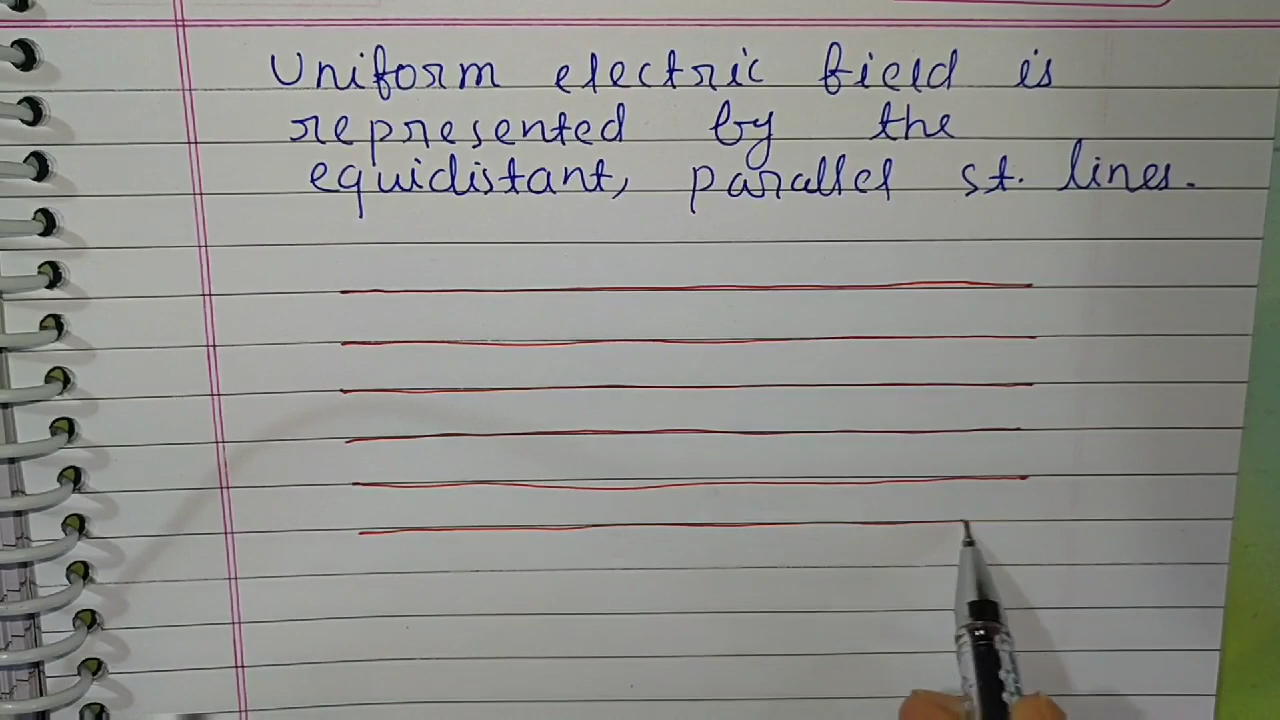 Uniform electric field is
represented by the
equidistant, parallel st. lines.